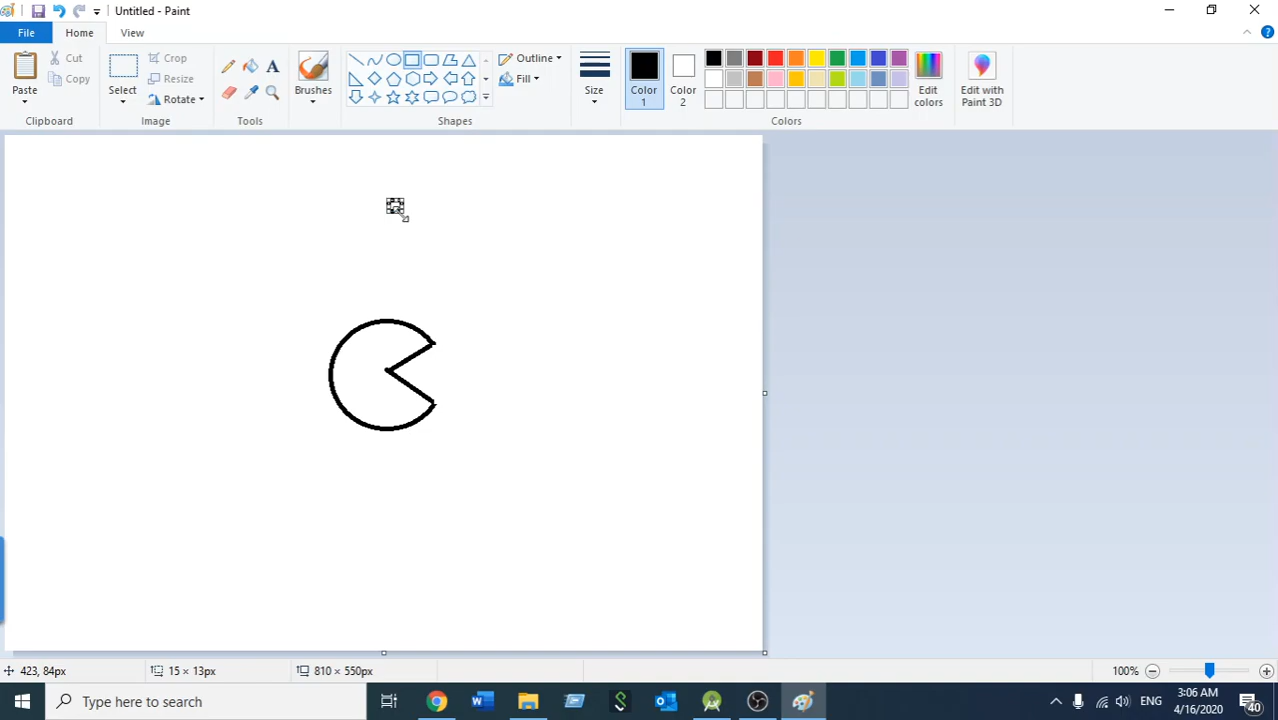 Untitled - Paint
File
Home
View
Paste
Cut
Copy
Clipboard
Select
Crop
Resize
Rotate
Image
A
Tools
Brushes
Shapes
Outline
Fill
Size
Color
1
Color
2
Edit
colors
Colors
Edit with
Paint 3D
423, 84px
15 × 13px
810 × 550px
100%
Type here to search
ENG
3:06 AM
4/16/2020
40